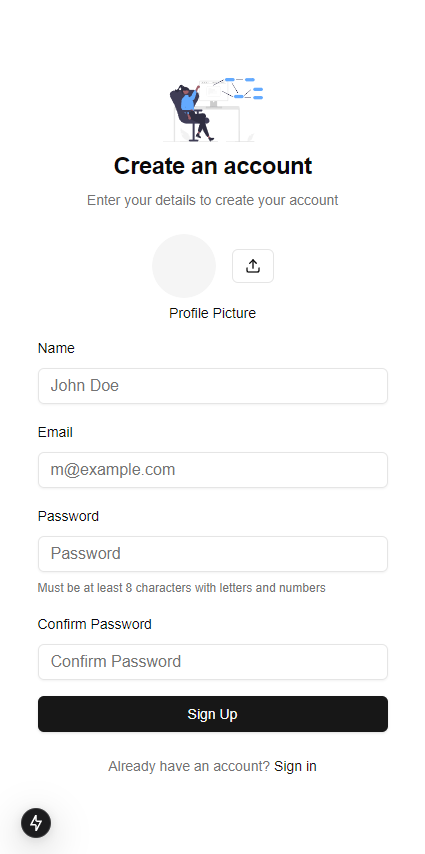 Create an account
Enter your details to create your account
Profile Picture
Name
John Doe
Email
m@example.com
Password
Password
Must be at least 8 characters with letters and numbers
Confirm Password
Confirm Password
Sign Up
Already have an account? Sign in